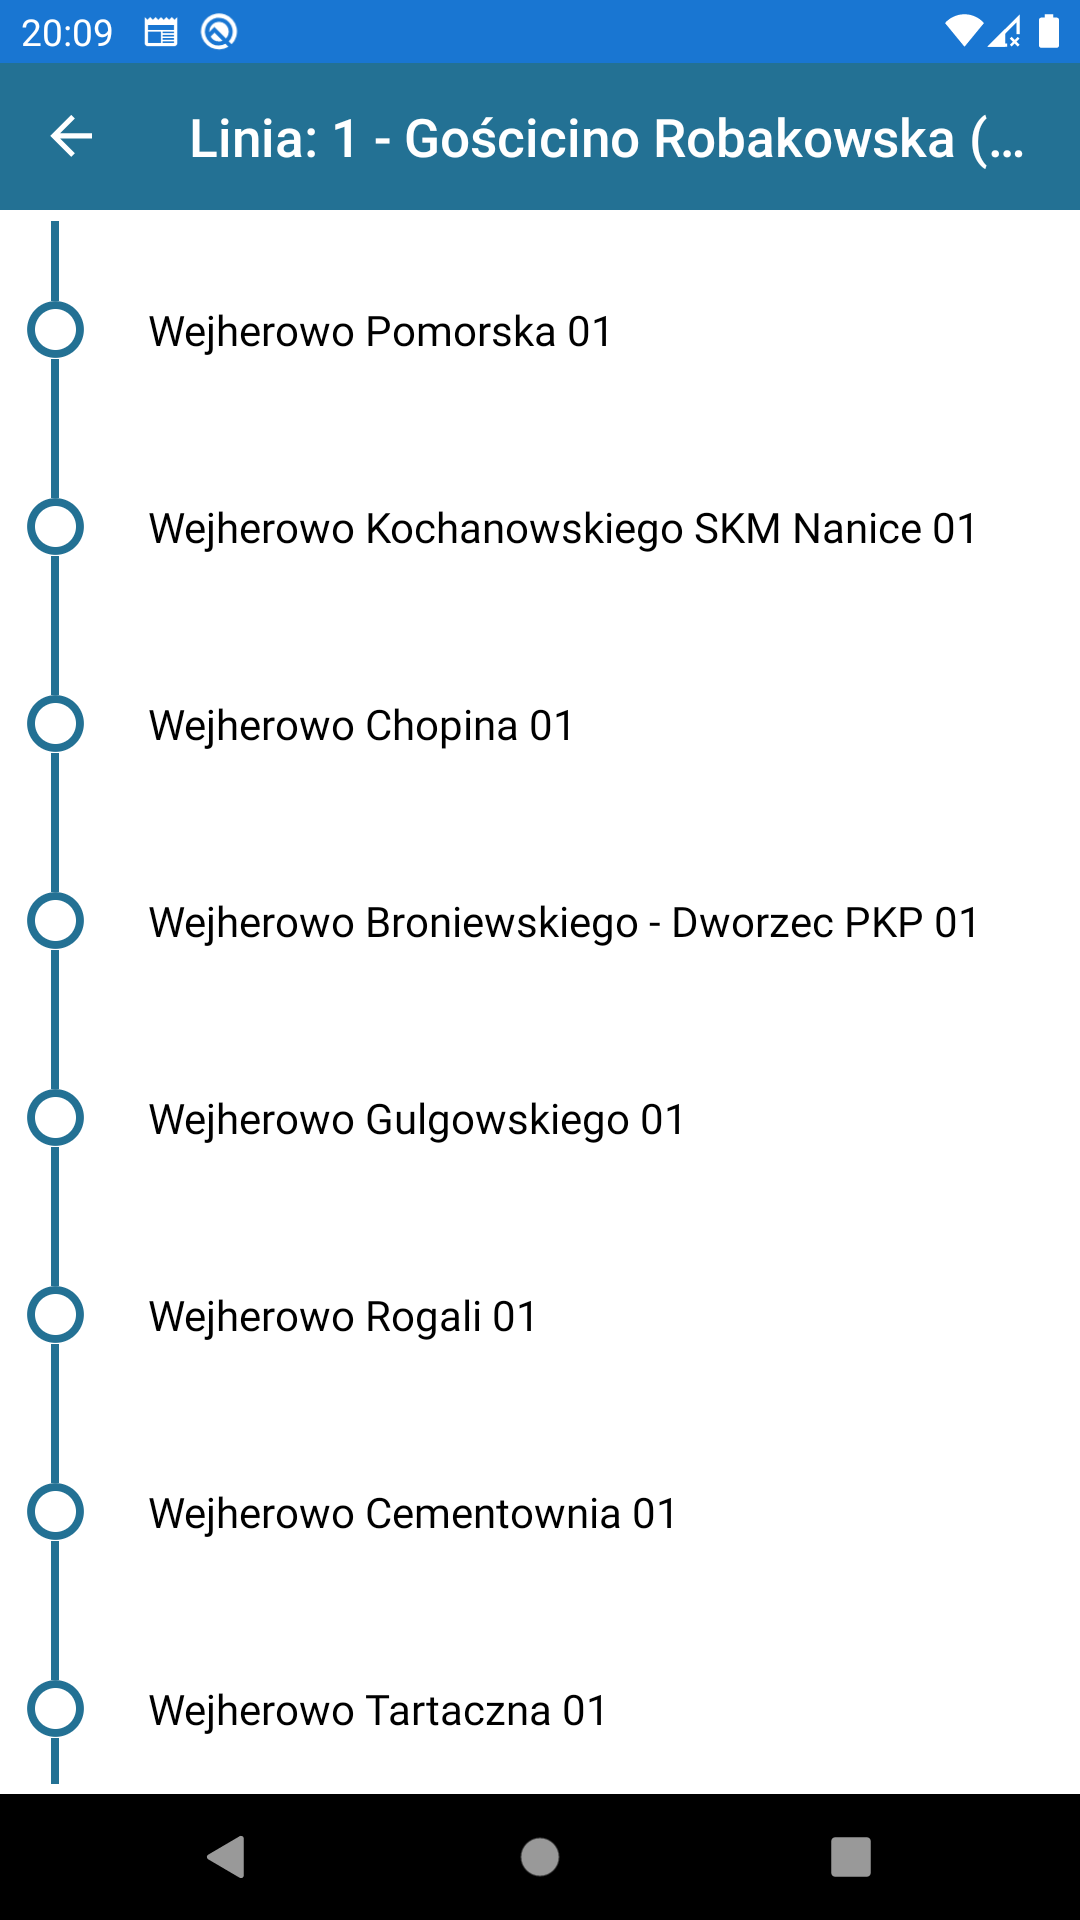 20:09
Linia: 1 - Gościcino Robakowska (...
Wejherowo Pomorska 01
Wejherowo Kochanowskiego SKM Nanice 01
Wejherowo Chopina 01
Wejherowo Broniewskiego - Dworzec PKP 01
Wejherowo Gulgowskiego 01
Wejherowo Rogali 01
Wejherowo Cementownia 01
Wejherowo Tartaczna 01